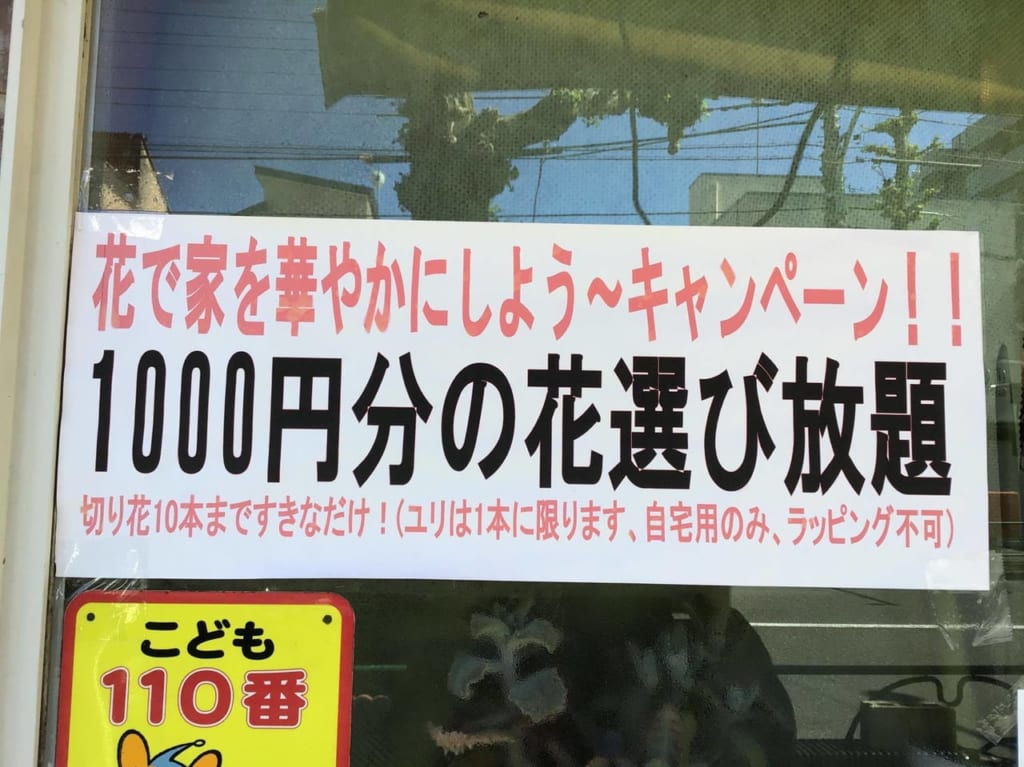 花で家を華やかにしよう～キャンペーン！！
1000円分の花選び放題
切り花10本まですきなだけ！（ユリは1本に限ります、自宅用のみ、ラッピング不可）
こども
110番